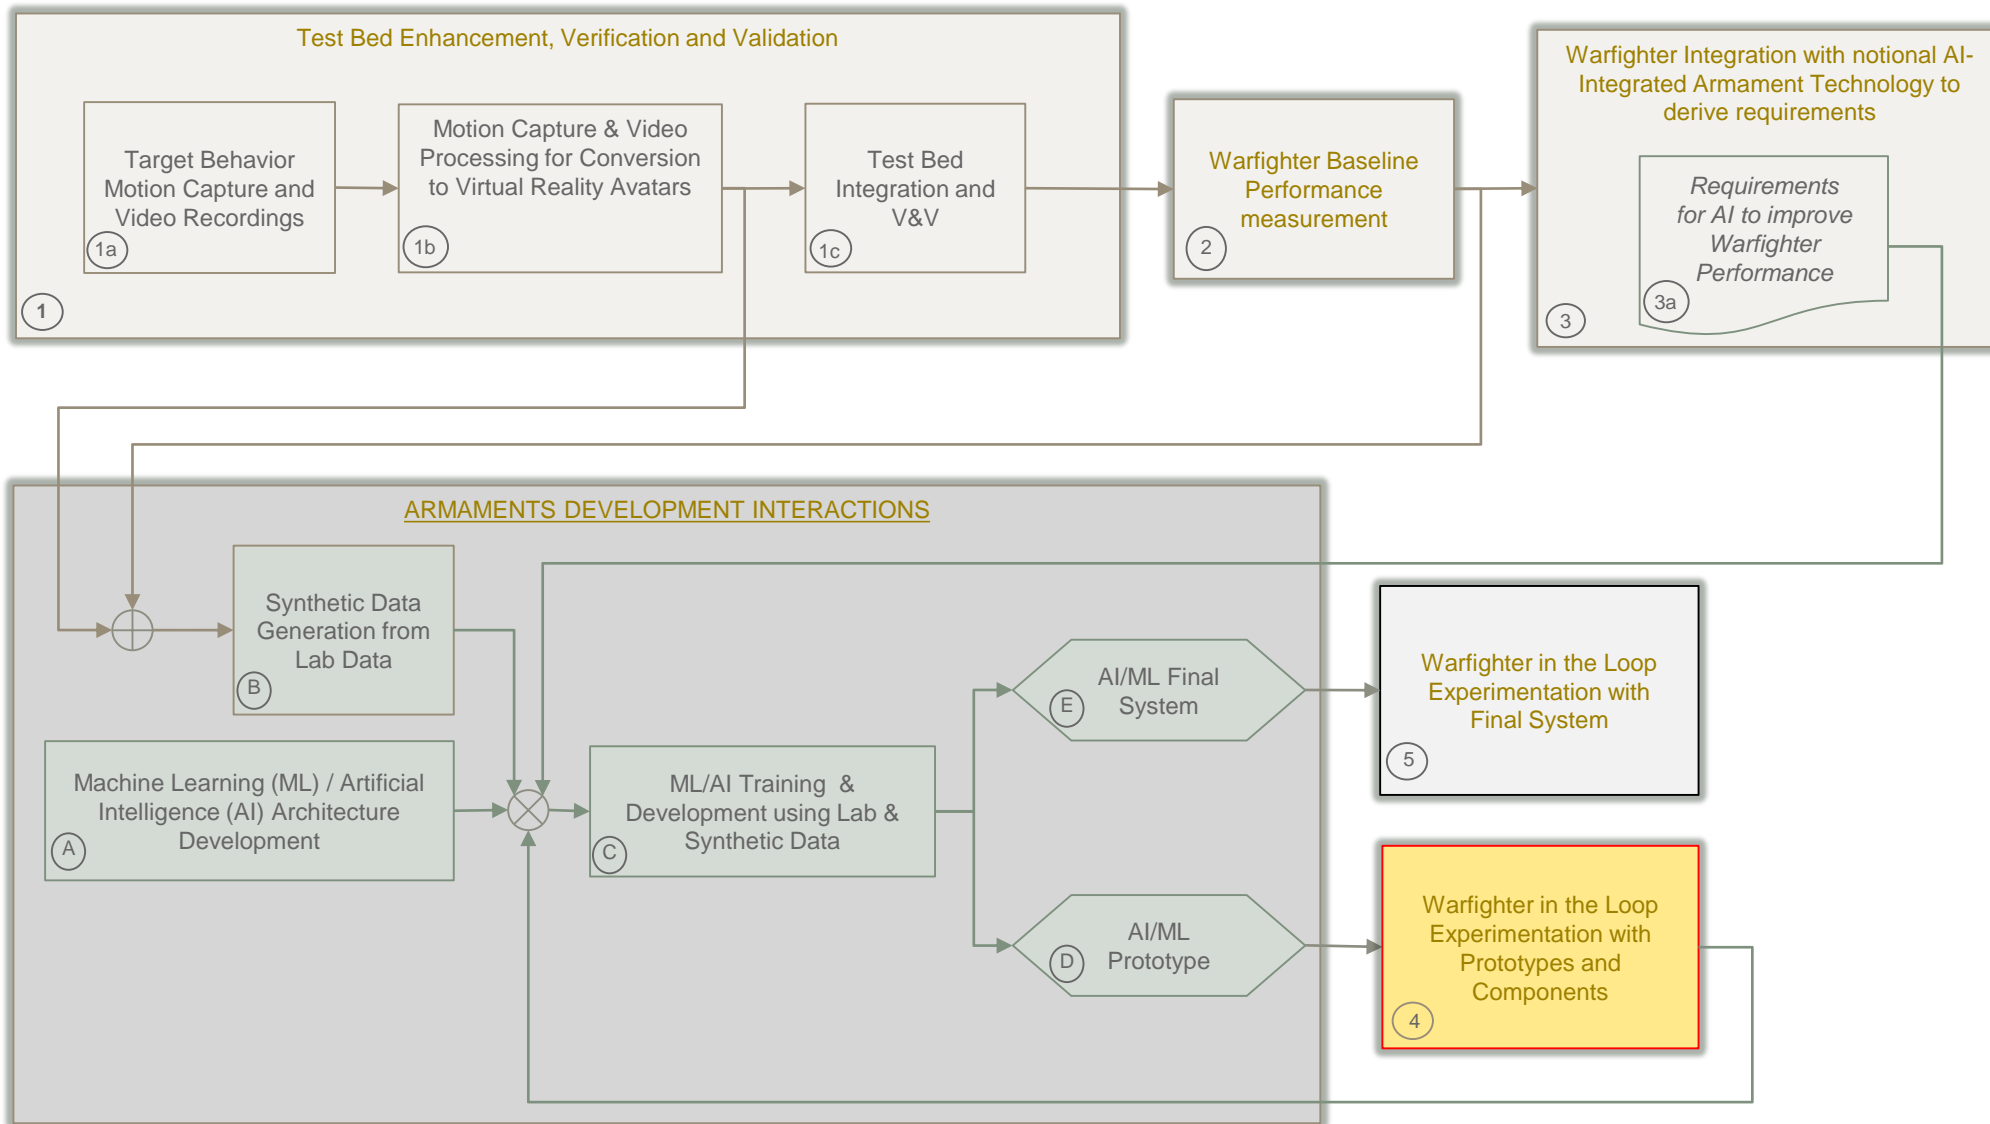 Test Bed Enhancement, Verification and Validation
Target Behavior
Motion Capture and
Video Recordings
1a
Motion Capture & Video
Processing for Conversion
to Virtual Reality Avatars
1b
Test Bed
Integration and
V&V
1c
1
Warfighter Baseline
Performance
measurement
2
Warfighter Integration with notional AI-
Integrated Armament Technology to
derive requirements
Requirements
for AI to improve
Warfighter
Performance
3a
3
ARMAMENTS DEVELOPMENT INTERACTIONS
Synthetic Data
Generation from
Lab Data
B
Machine Learning (ML) / Artificial
Intelligence (AI) Architecture
Development
A
ML/AI Training &
Development using Lab &
Synthetic Data
C
AI/ML Final
System
E
AI/ML
Prototype
D
Warfighter in the Loop
Experimentation with
Final System
5
Warfighter in the Loop
Experimentation with
Prototypes and
Components
4